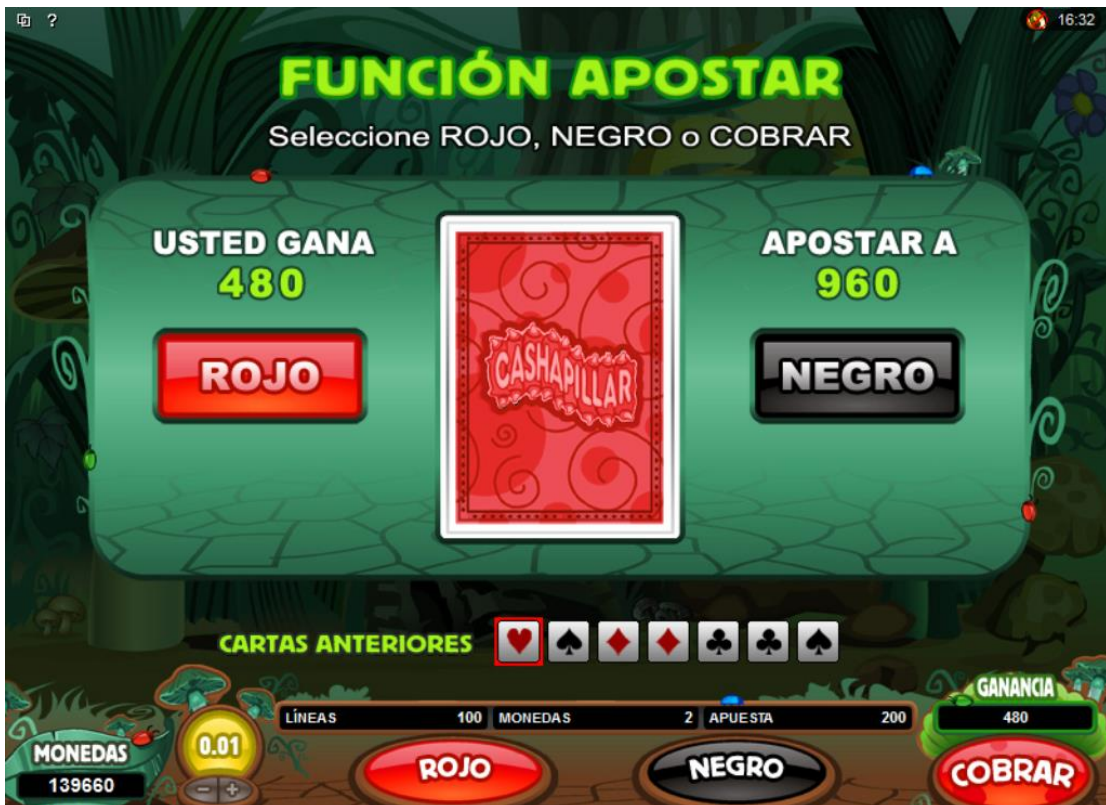 ? 16:32
FUNCIÓN APOSTAR
Seleccione ROJO, NEGRO o COBRAR
USTED GANA
480
ROJO
CASHAPILLAR
APOSTAR A
960
NEGRO
CARTAS ANTERIORES
LÍNEAS 100 MONEDAS 2 APUESTA 200
GANANCIA
480
MONEDAS
139660
0.01
ROJO
NEGRO
COBRAR